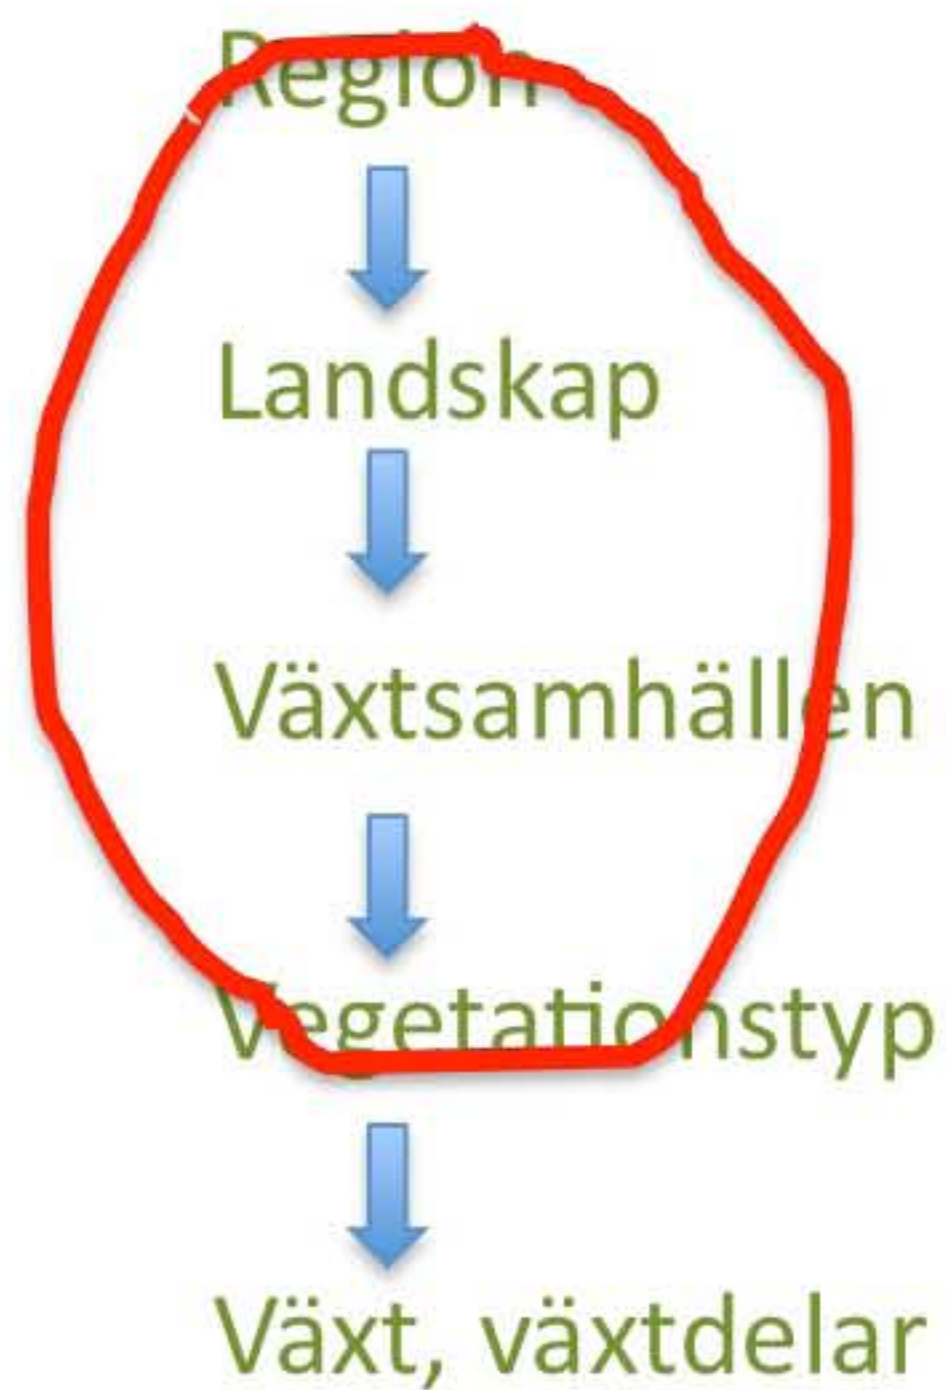 Region
Landskap
Växtsamhällen
Vegetationstyp
Växt, växtdelar